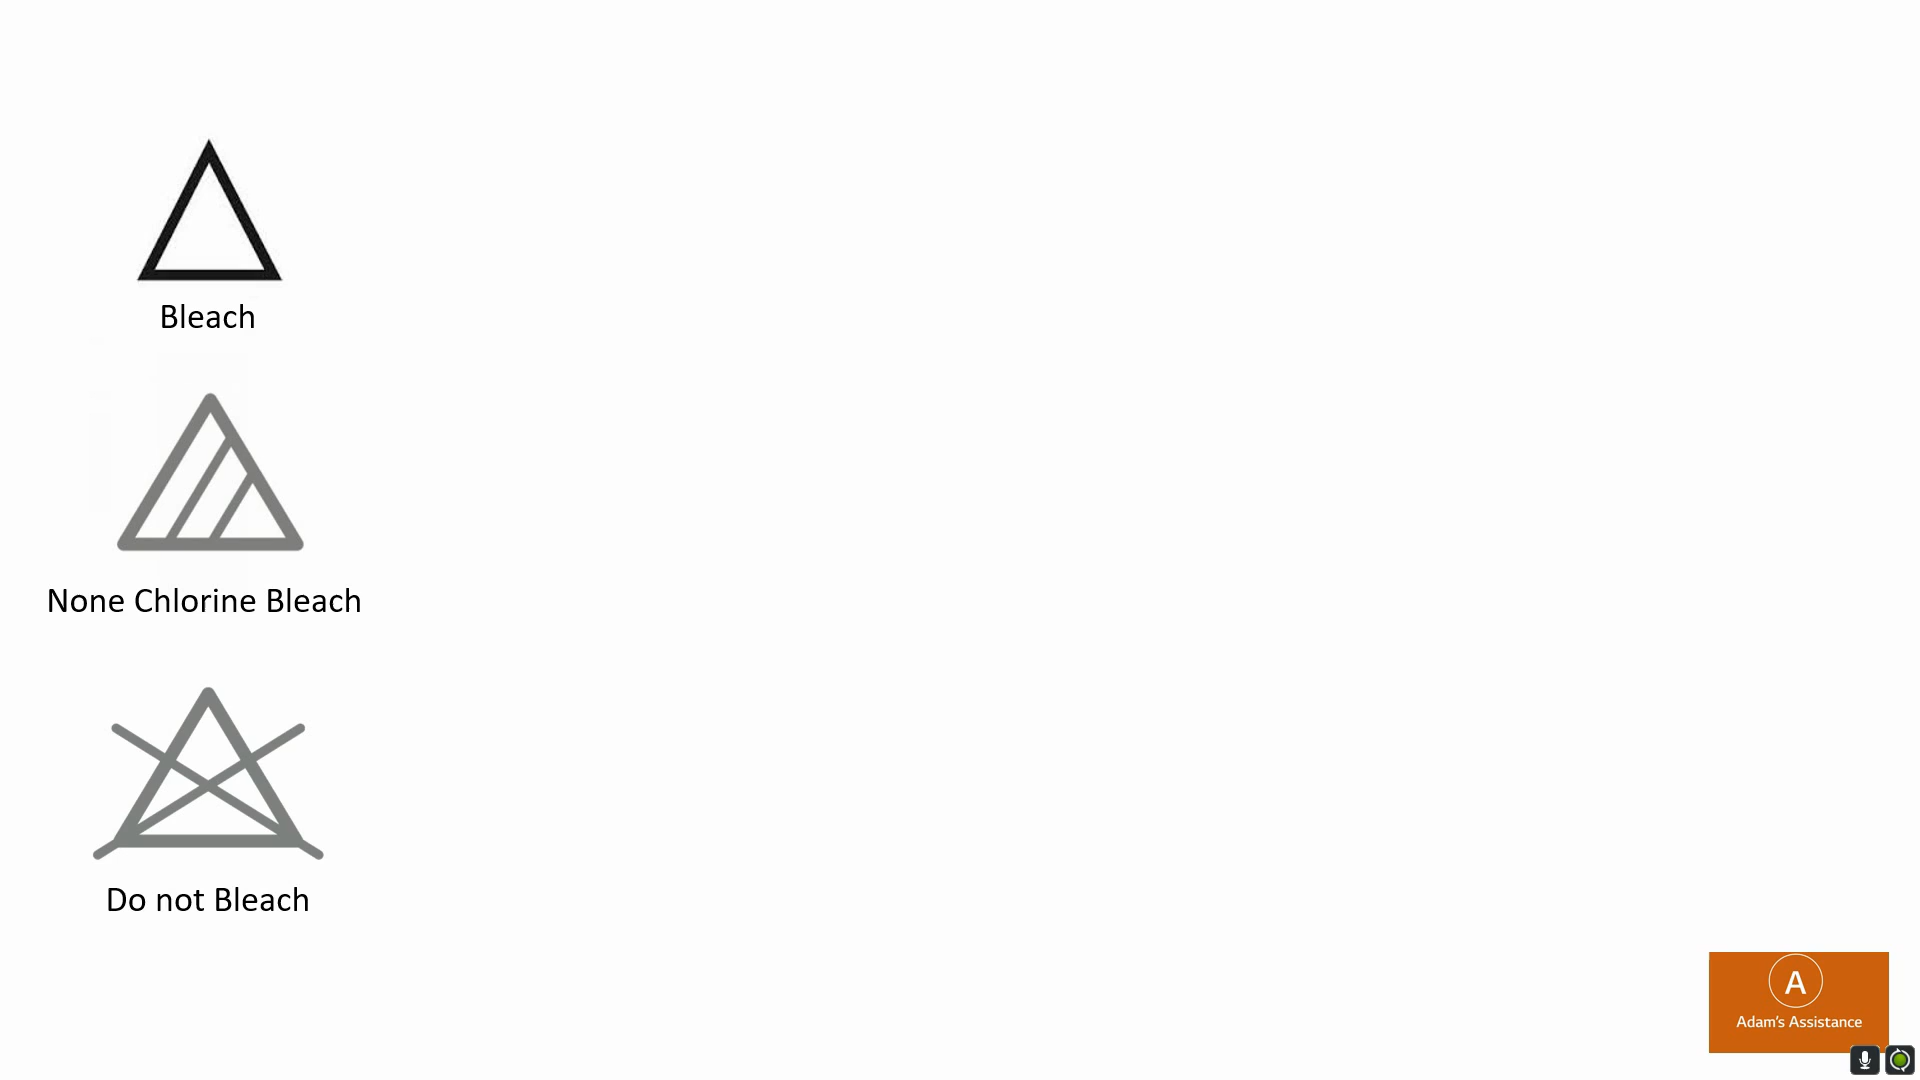 Bleach
None Chlorine Bleach
Do not Bleach
A
Adam's Assistance